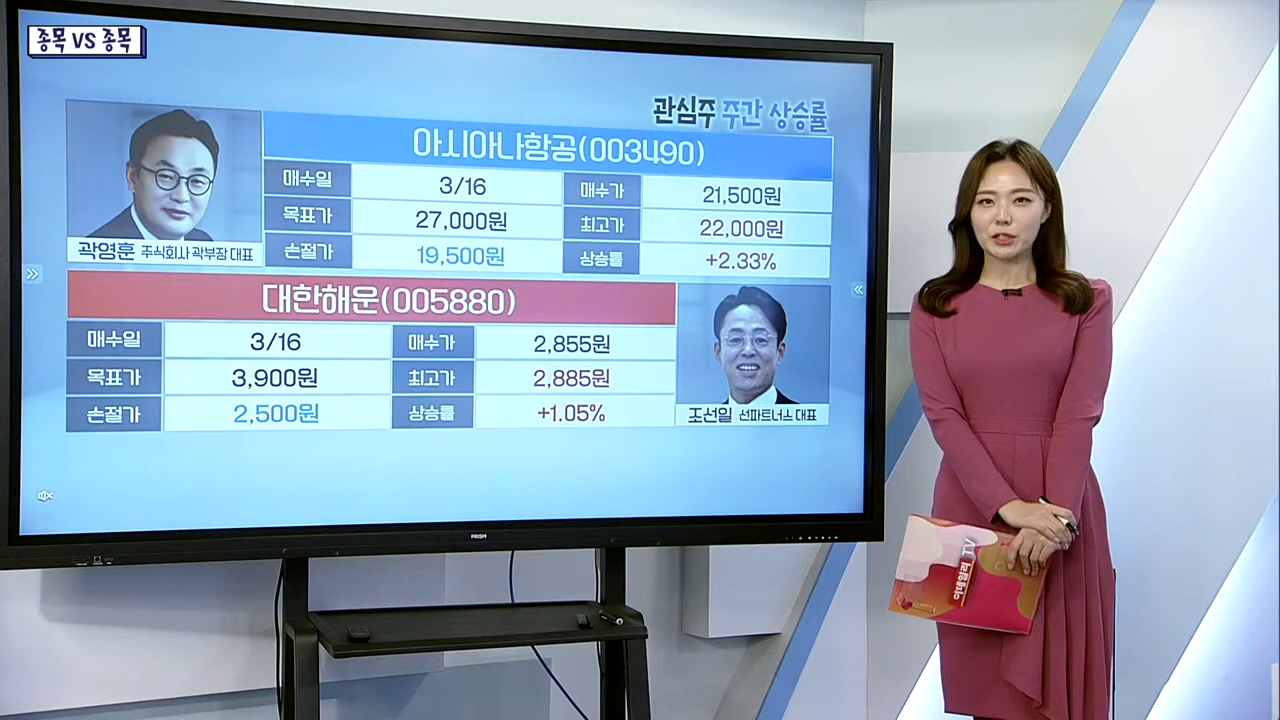 종목 VS 종목
관심주 주간 상승률
아시아나항공(003490)
매수일 3/16 매수가 21,500원
목표가 27,000원 최고가 22,000원
손절가 19,500원 상승률 +2.33%
곽영훈 주식회사 곽부장 대표
대한해운(005880)
매수일 3/16 매수가 2,855원
목표가 3,900원 최고가 2,885원
손절가 2,500원 상승률 +1.05%
조선일 선파트너스 대표
PRISM
이데일리 TV